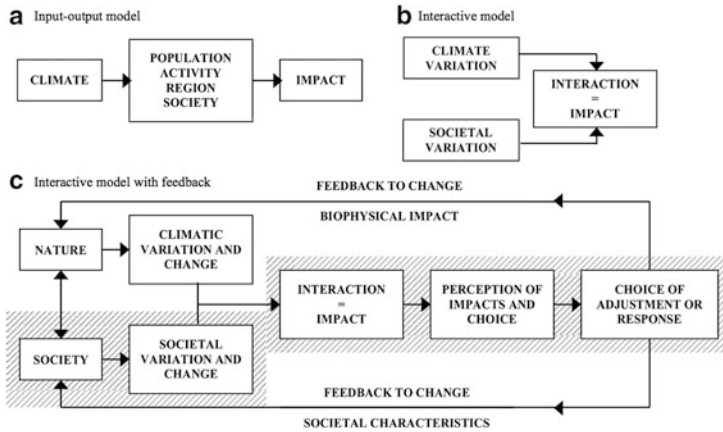 a Input-output model
CLIMATE
POPULATION
ACTIVITY
REGION
SOCIETY
IMPACT
b Interactive model
CLIMATE
VARIATION
SOCIETAL
VARIATION
INTERACTION
=
IMPACT
c Interactive model with feedback
FEEDBACK TO CHANGE
BIOPHYSICAL IMPACT
NATURE
CLIMATIC
VARIATION AND
CHANGE
SOCIETY
SOCIETAL
VARIATION AND
CHANGE
INTERACTION
=
IMPACT
PERCEPTION OF
IMPACTS AND
CHOICE
CHOICE OF
ADJUSTMENT OR
RESPONSE
FEEDBACK TO CHANGE
SOCIETAL CHARACTERISTICS